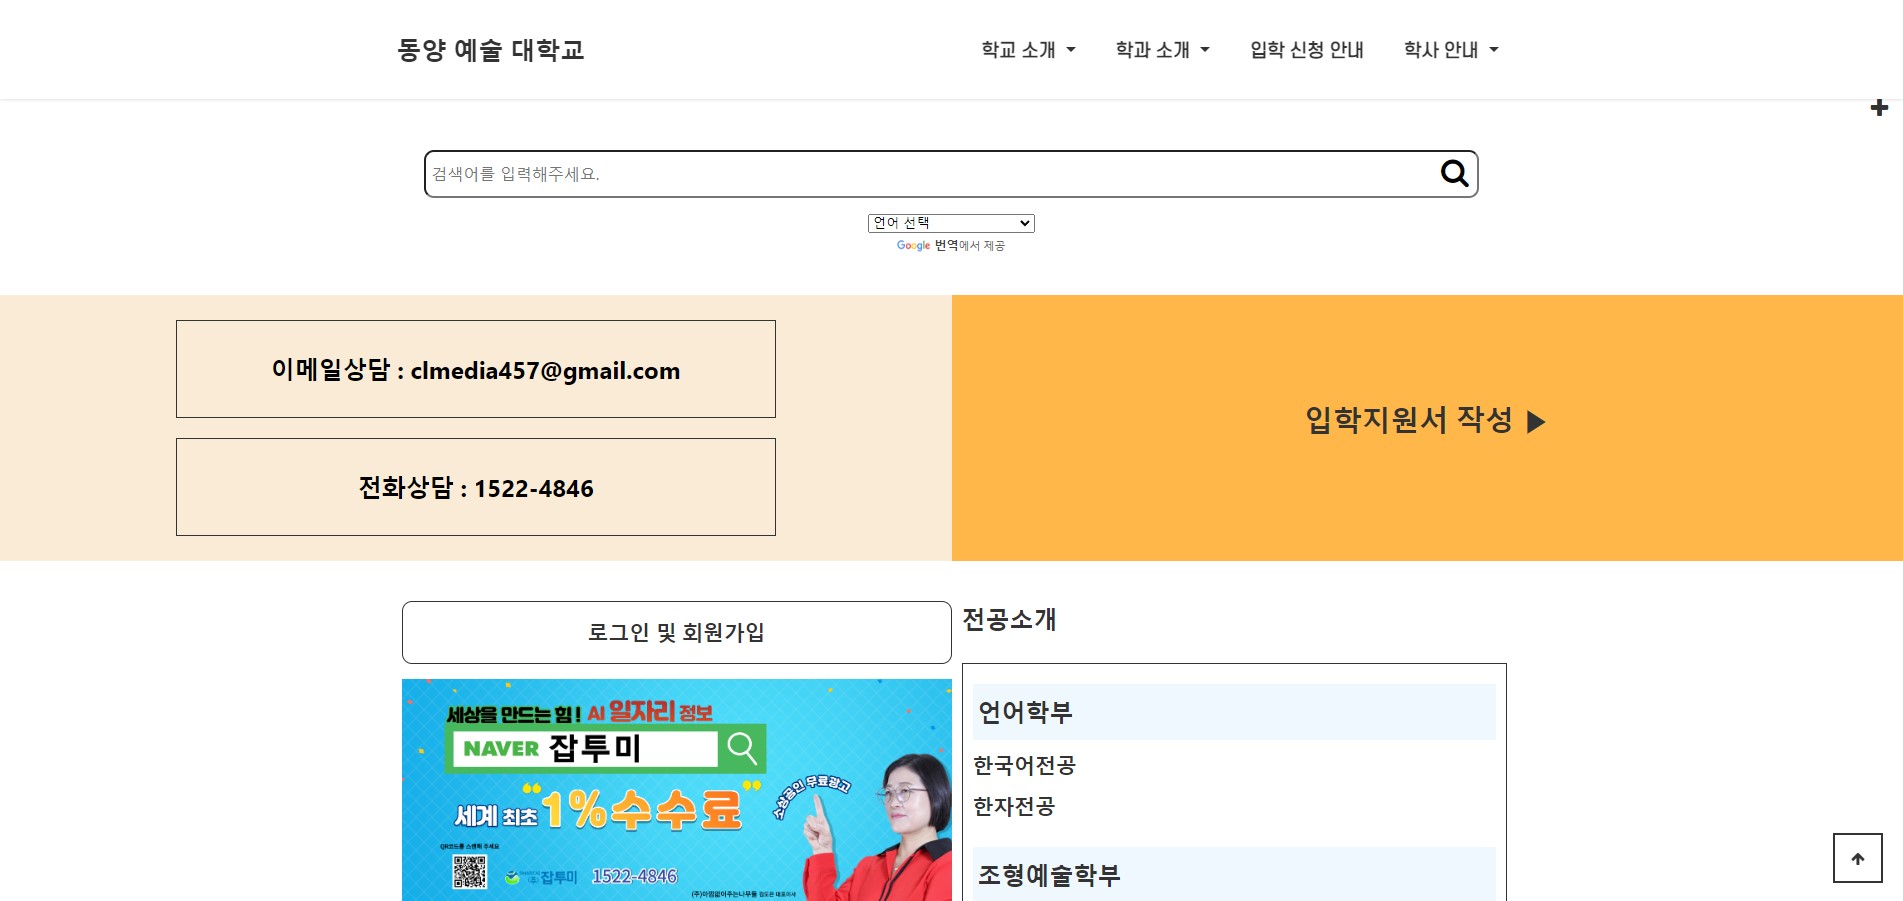 동양 예술 대학교
학교 소개
학과 소개
입학 신청 안내
학사 안내
검색어를 입력해주세요.
언어 선택
Google 번역에서 제공
이메일상담 : clmedia457@gmail.com
전화상담 : 1522-4846
입학지원서 작성 ▶
로그인 및 회원가입
세상을 만드는 힘! AI 일자리 정보
NAVER 잡투미
세계 최초 “1%수수료”
소상공인 무료광고
QR코드를 스캔해 주세요
(주)잡투미 1522-4846
전공소개
언어학부
한국어전공
한자전공
조형예술학부